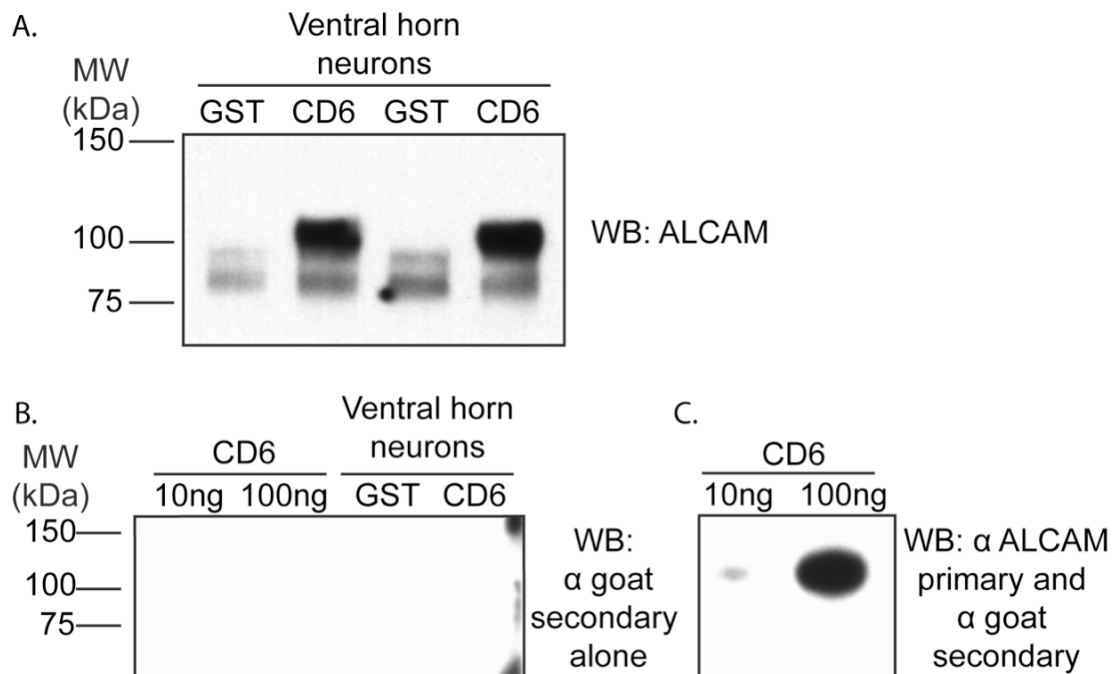 A.
Ventral horn
neurons
MW
(kDa)
GST CD6 GST CD6
150
100
75
WB: ALCAM
B.
Ventral horn
neurons
MW
(kDa)
CD6
10ng 100ng GST CD6
150
100
75
WB:
α goat
secondary
alone
C.
CD6
10ng 100ng
WB: α ALCAM
primary and
α goat
secondary